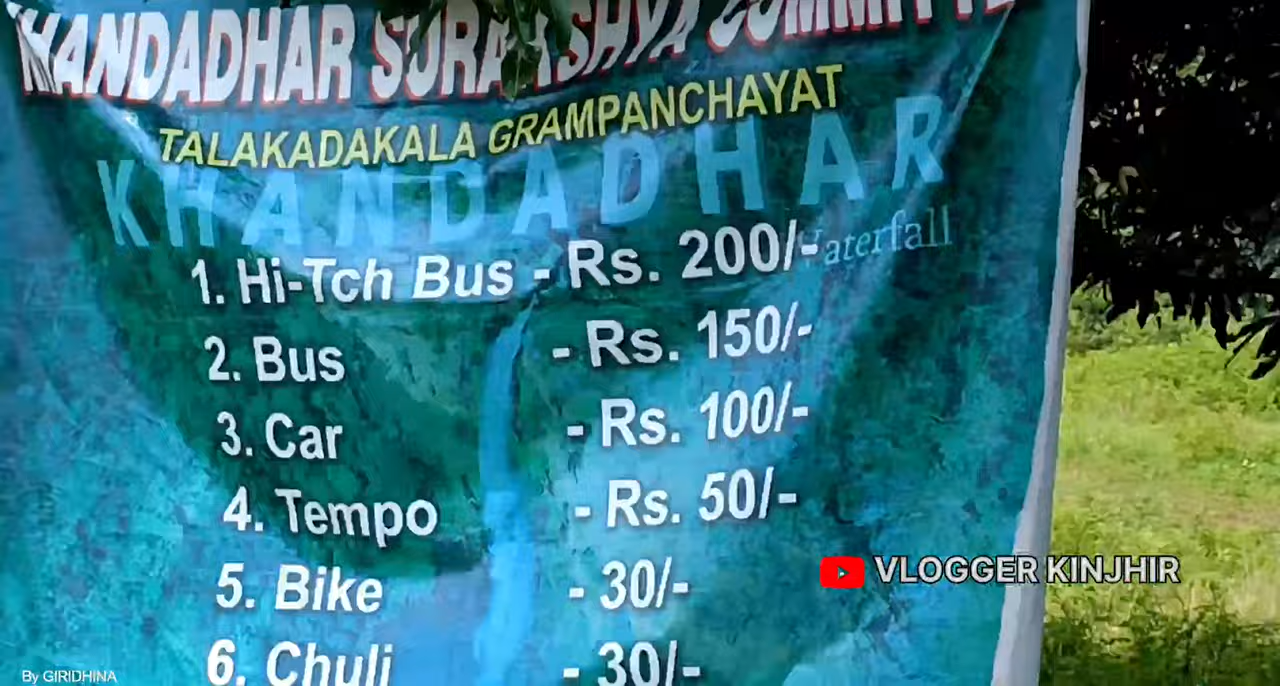 KHANDADHAR SURAKSHYA COMMITTE
TALAKADAKALA GRAMPANCHAYAT
KHANDADHAR
Waterfall
1. Hi-Tch Bus - Rs. 200/-
2. Bus - Rs. 150/-
3. Car - Rs. 100/-
4. Tempo - Rs. 50/-
5. Bike - 30/-
6. Chuli - 30/-
VLOGGER KINJHIR
By GIRIDHINA